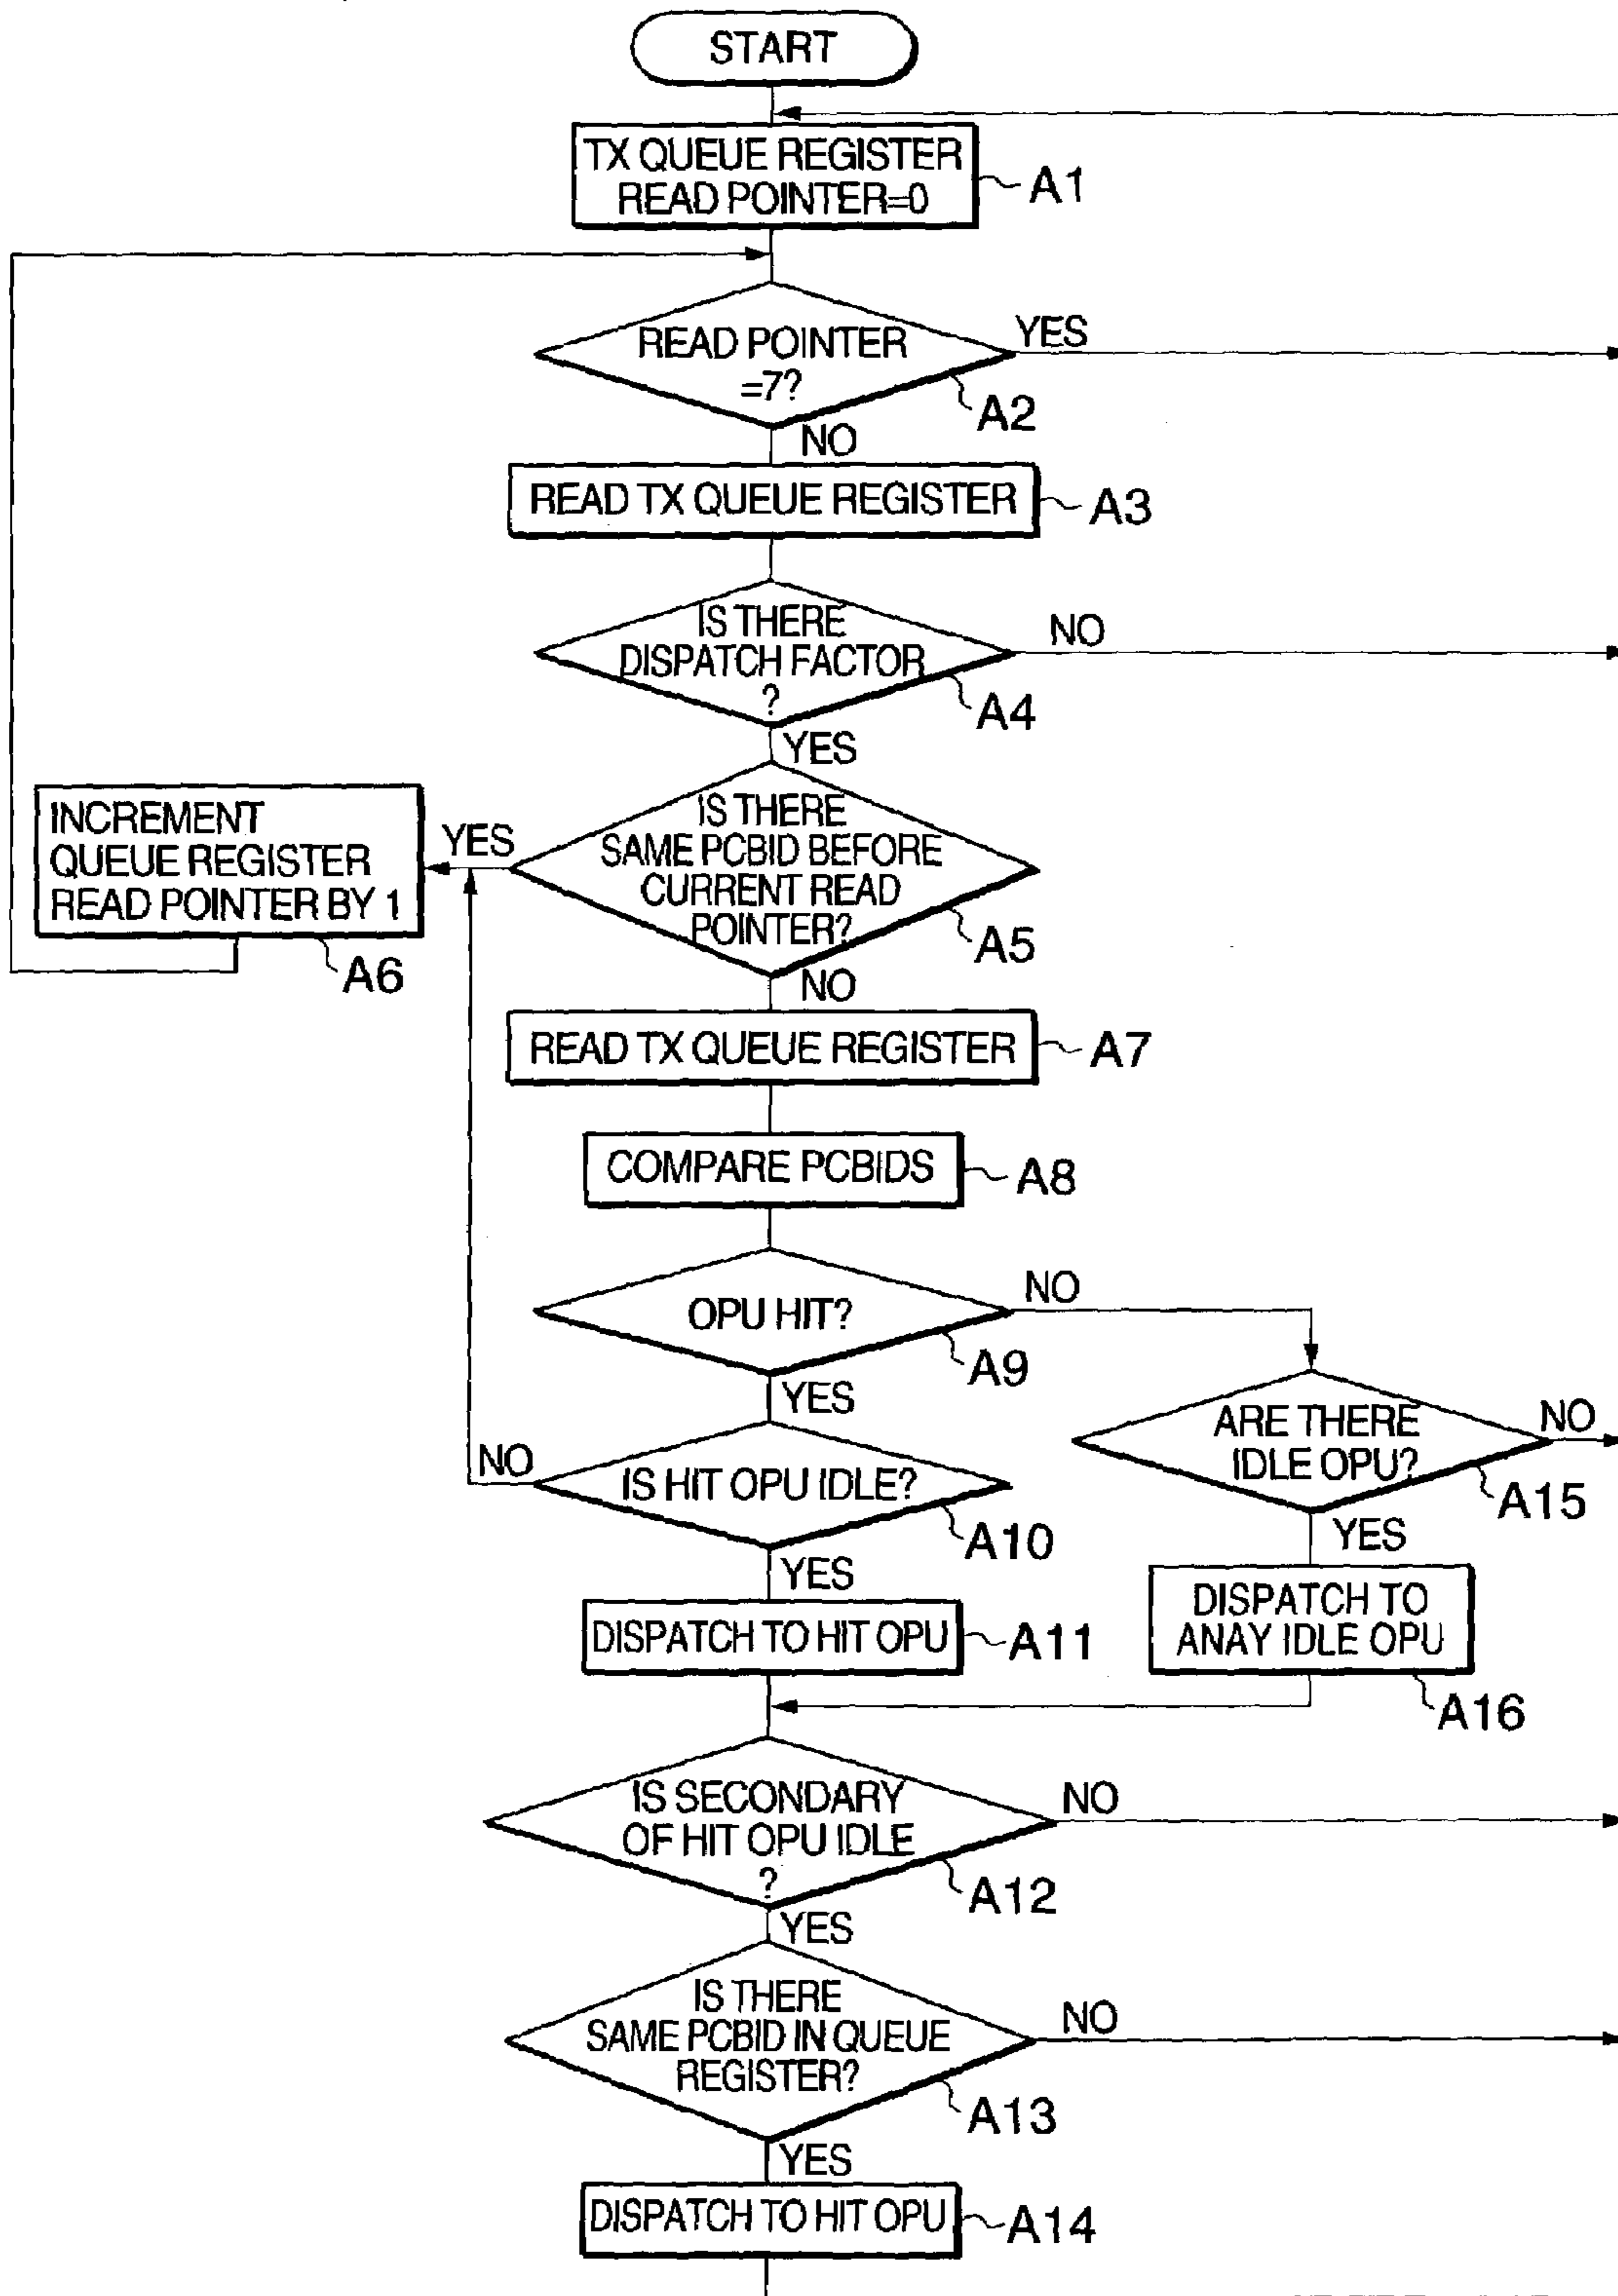 START
TX QUEUE REGISTER
READ POINTER=0
A1
READ POINTER
=7?
YES
A2
NO
READ TX QUEUE REGISTER
A3
IS THERE
DISPATCH FACTOR
?
NO
A4
YES
IS THERE
SAME PCBID BEFORE
CURRENT READ
POINTER?
YES
A5
INCREMENT
QUEUE REGISTER
READ POINTER BY 1
A6
NO
READ TX QUEUE REGISTER
A7
COMPARE PCBIDS
A8
OPU HIT?
NO
A9
YES
ARE THERE
IDLE OPU?
NO
A15
IS HIT OPU IDLE?
NO
A10
YES
YES
DISPATCH TO HIT OPU
A11
DISPATCH TO
ANAY IDLE OPU
A16
IS SECONDARY
OF HIT OPU IDLE
?
NO
A12
YES
IS THERE
SAME PCBID IN QUEUE
REGISTER?
NO
A13
YES
DISPATCH TO HIT OPU
A14